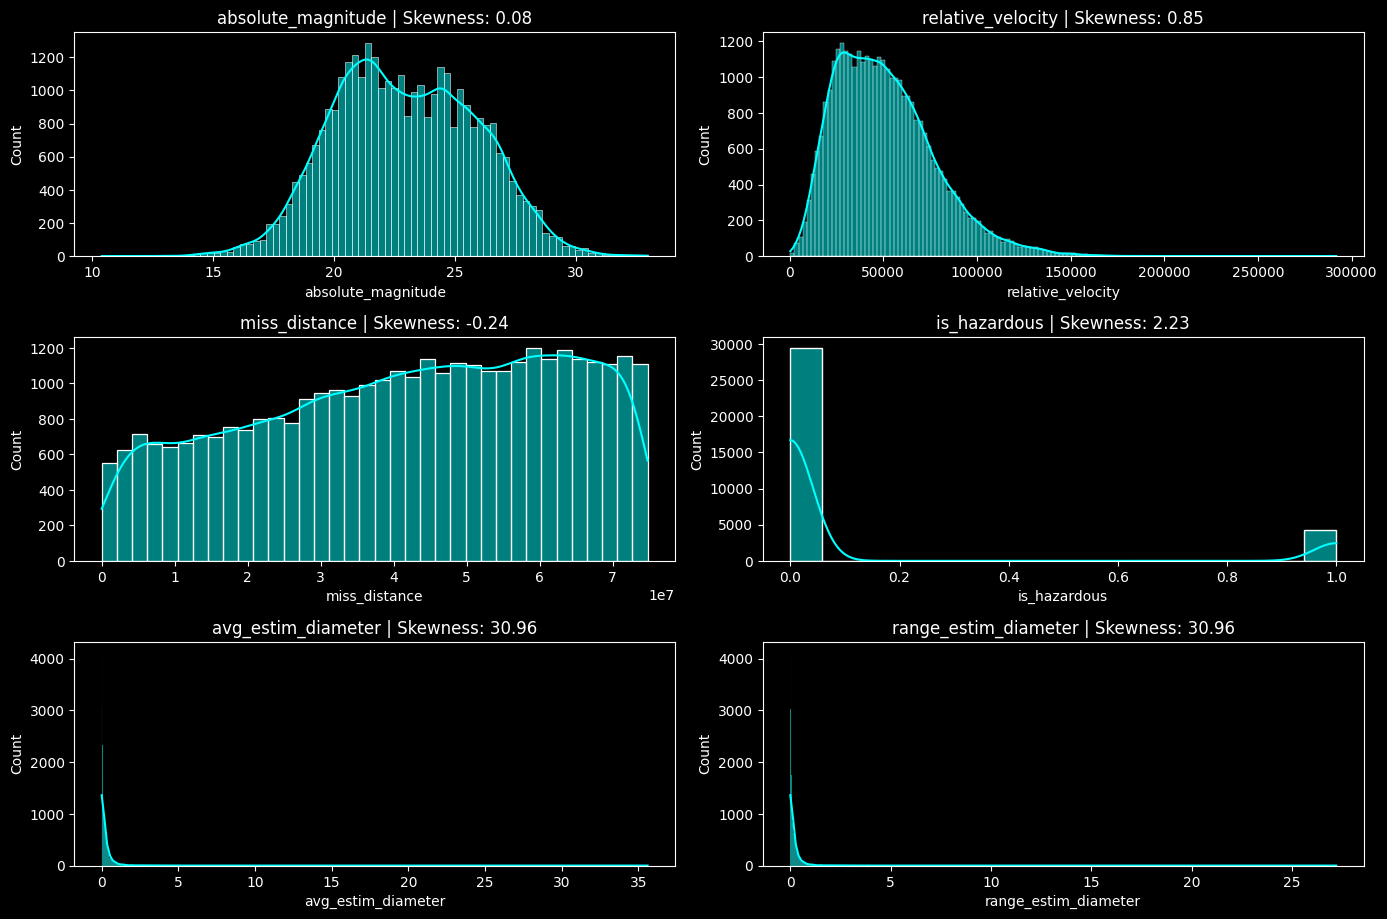 absolute_magnitude | Skewness: 0.08
Count
1200
1000
800
600
400
200
0
10 15 20 25 30
absolute_magnitude
relative_velocity | Skewness: 0.85
Count
1200
1000
800
600
400
200
0
0 50000 100000 150000 200000 250000 300000
relative_velocity
miss_distance | Skewness: -0.24
Count
1200
1000
800
600
400
200
0
0 1 2 3 4 5 6 7
1e7
miss_distance
is_hazardous | Skewness: 2.23
Count
30000
25000
20000
15000
10000
5000
0
0.0 0.2 0.4 0.6 0.8 1.0
is_hazardous
avg_estim_diameter | Skewness: 30.96
Count
4000
3000
2000
1000
0
0 5 10 15 20 25 30 35
avg_estim_diameter
range_estim_diameter | Skewness: 30.96
Count
4000
3000
2000
1000
0
0 5 10 15 20 25
range_estim_diameter